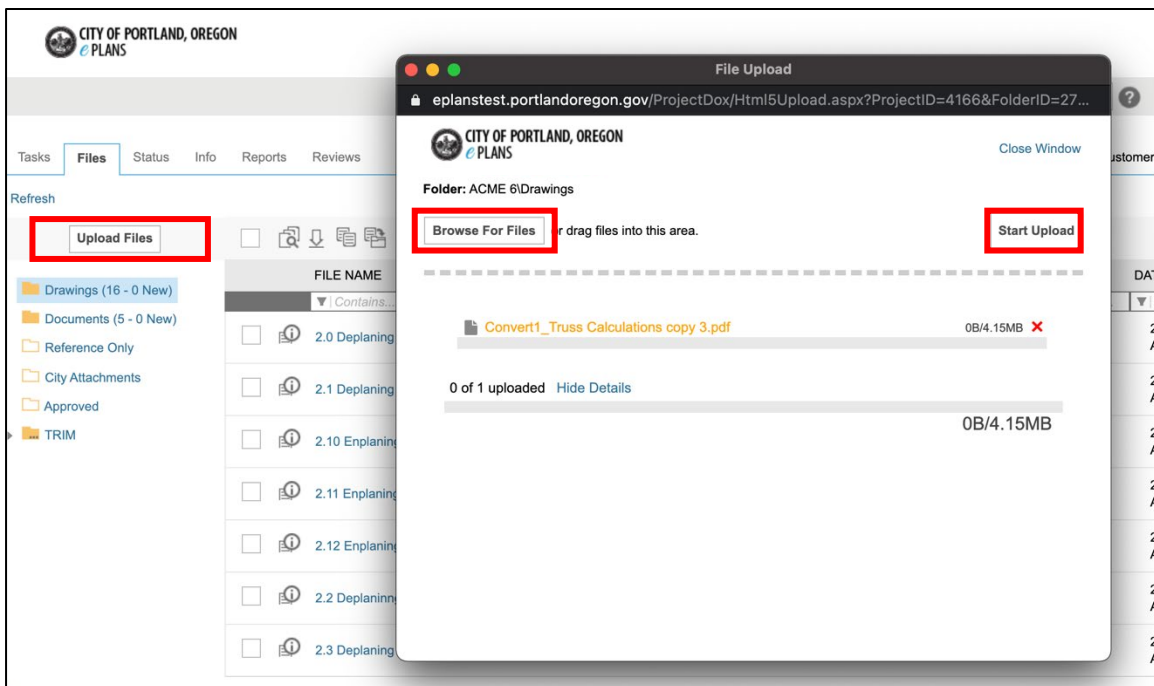 CITY OF PORTLAND, OREGON
e PLANS
Tasks Files Status Info Reports Reviews
Refresh
Upload Files
Drawings (16 - 0 New)
Documents (5 - 0 New)
Reference Only
City Attachments
Approved
TRIM
FILE NAME
Contains...
2.0 Deplaning
2.1 Deplaning
2.10 Enplaning
2.11 Enplaning
2.12 Enplaning
2.2 Deplaninn
2.3 Deplaning
File Upload
eplanstest.portlandoregon.gov/ProjectDox/Html5Upload.aspx?ProjectID=4166&FolderID=27...
CITY OF PORTLAND, OREGON
e PLANS
Close Window
Folder: ACME 6\Drawings
Browse For Files or drag files into this area. Start Upload
Convert1_Truss Calculations copy 3.pdf 0B/4.15MB
0 of 1 uploaded Hide Details
0B/4.15MB
?
ustomer
DAT